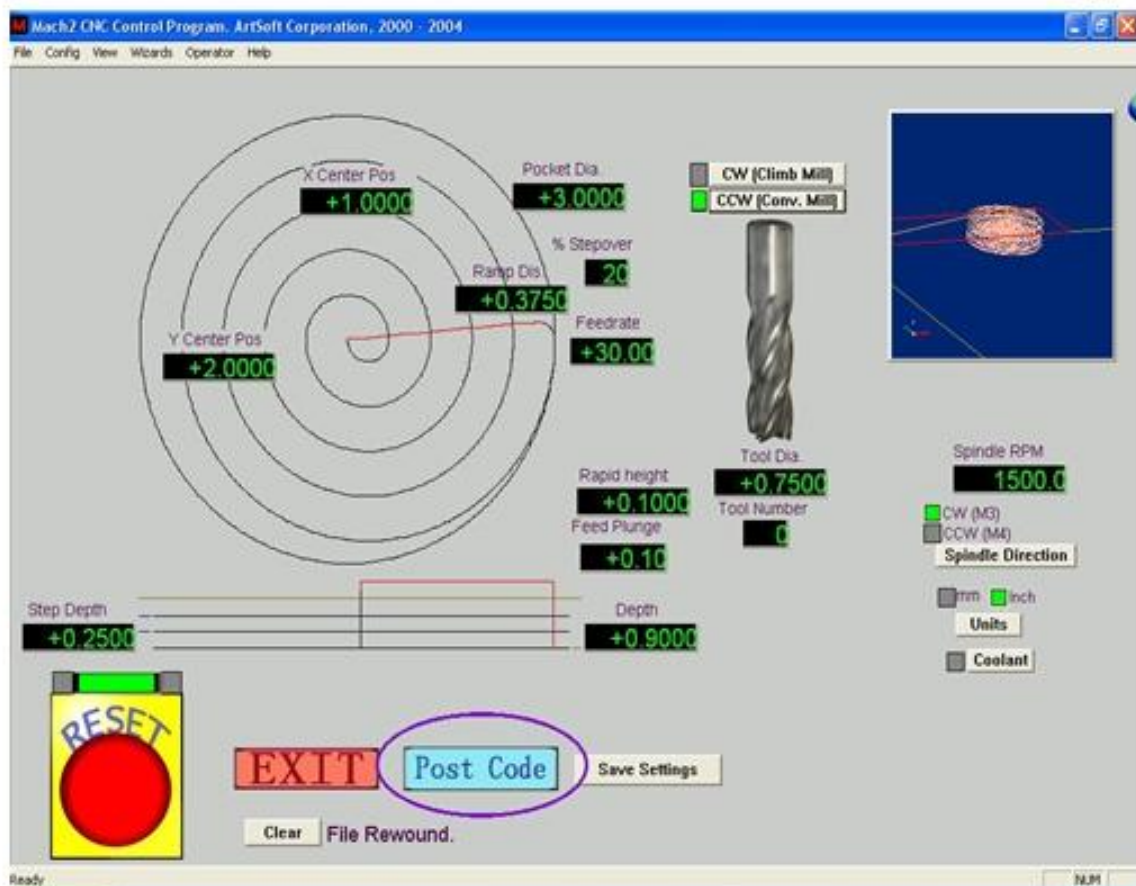 Mach2 CNC Control Program. ArtSoft Corporation, 2000 - 2004
File Config View Wizards Operator Help
X Center Pos
+1.0000
Pocket Dia.
+3.0000
CW (Climb Mill)
CCW (Conv. Mill)
% Stepover
20
Ramp Dis.
+0.3750
Feedrate
+30.00
Y Center Pos
+2.0000
Tool Dia.
+0.7500
Spindle RPM
1500.0
Rapid height
+0.1000
Tool Number
0
CW (M3)
CCW (M4)
Spindle Direction
Feed Plunge
+0.10
mm Inch
Units
Step Depth
+0.2500
Depth
+0.9000
Coolant
RESET
EXIT
Post Code
Save Settings
Clear
File Rewound.
Ready
NUM